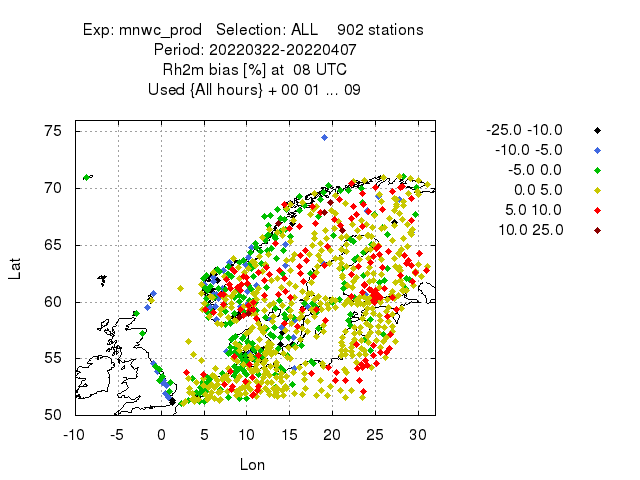 Exp: mnwc_prod   Selection: ALL    902 stations
Period: 20220322-20220407
Rh2m bias [%] at  08 UTC
Used {All hours} + 00 01 ... 09
-25.0 -10.0
-10.0 -5.0
-5.0 0.0
0.0 5.0
5.0 10.0
10.0 25.0
75
70
65
60
55
50
Lat
-10 -5 0 5 10 15 20 25 30
Lon